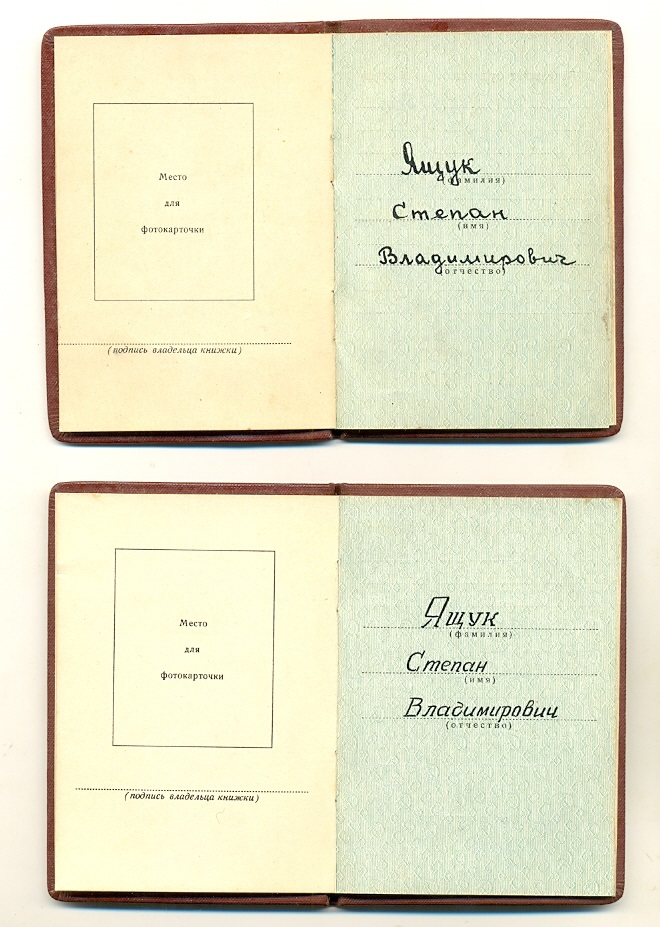 Место
для
фотокарточки
(подпись владельца книжки)
Ящук
(фамилия)
Степан
(имя)
Владимирович
(отчество)
Место
для
фотокарточки
(подпись владельца книжки)
Ящук
(фамилия)
Степан
(имя)
Владимирович
(отчество)